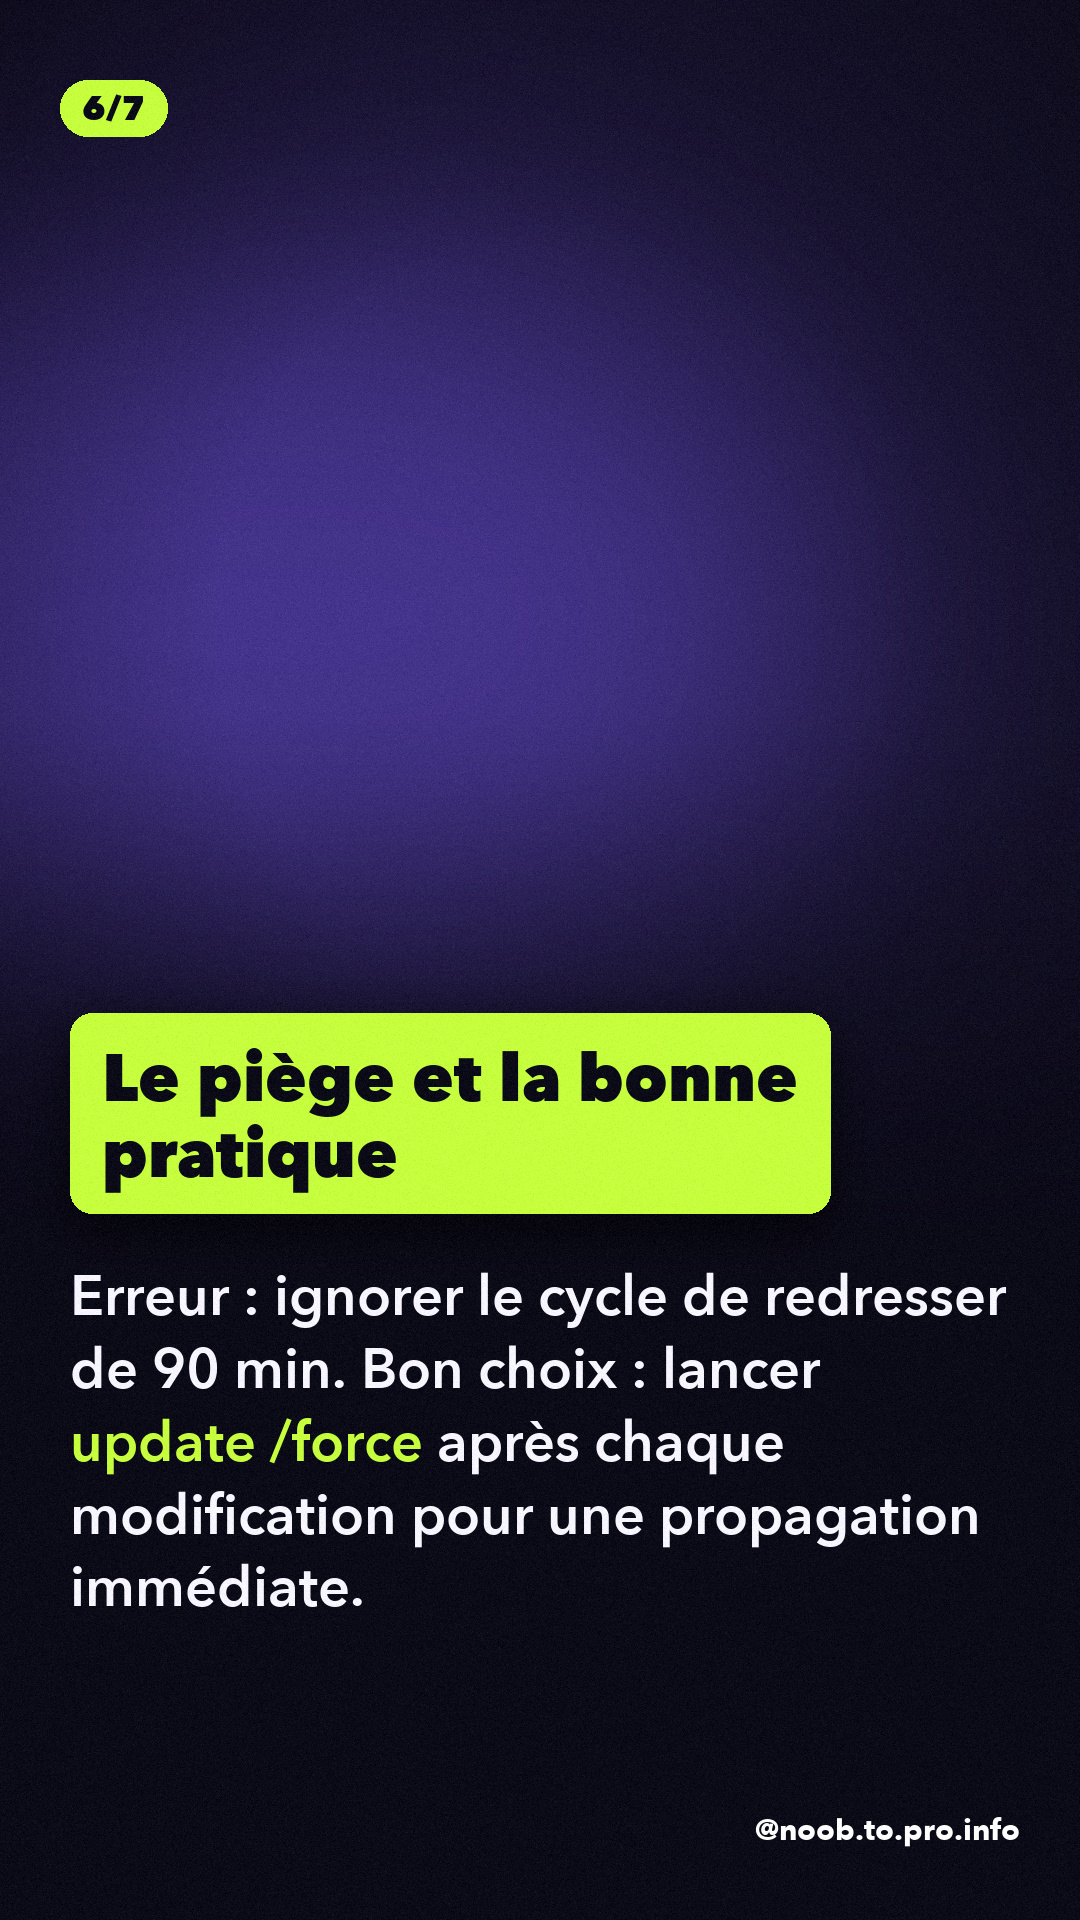 6/7
Le piège et la bonne
pratique
Erreur : ignorer le cycle de redresser
de 90 min. Bon choix : lancer
update /force après chaque
modification pour une propagation
immédiate.
@noob.to.pro.info